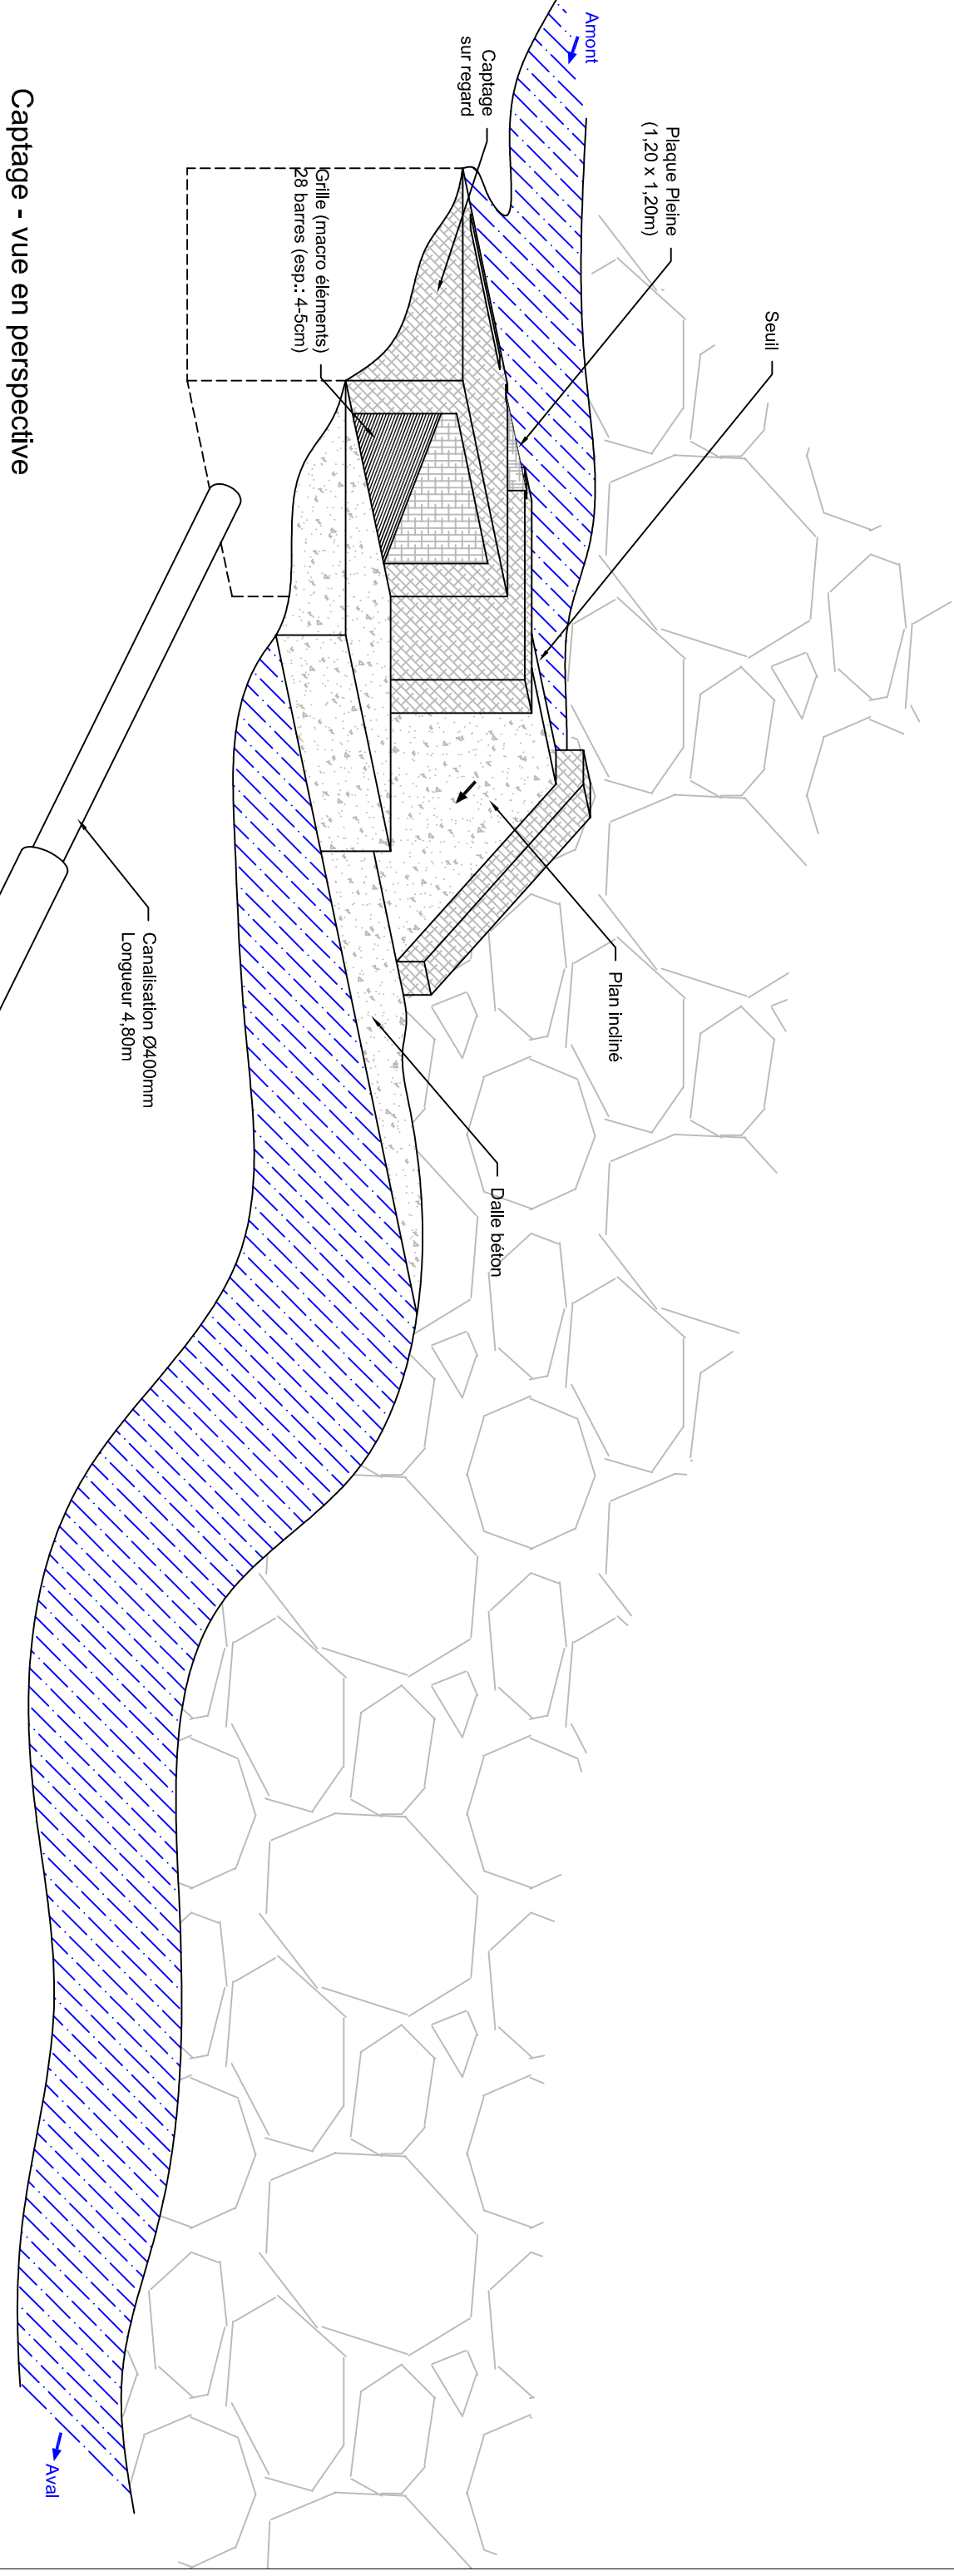 Amont
Captage
sur regard
Plaque Pleine
(1,20 x 1,20m)
Seuil
Grille (macro éléments)
28 barres (esp.: 4-5cm)
Plan incliné
Canalisation Ø400mm
Longueur 4,80m
Dalle béton
Aval
Captage - vue en perspective